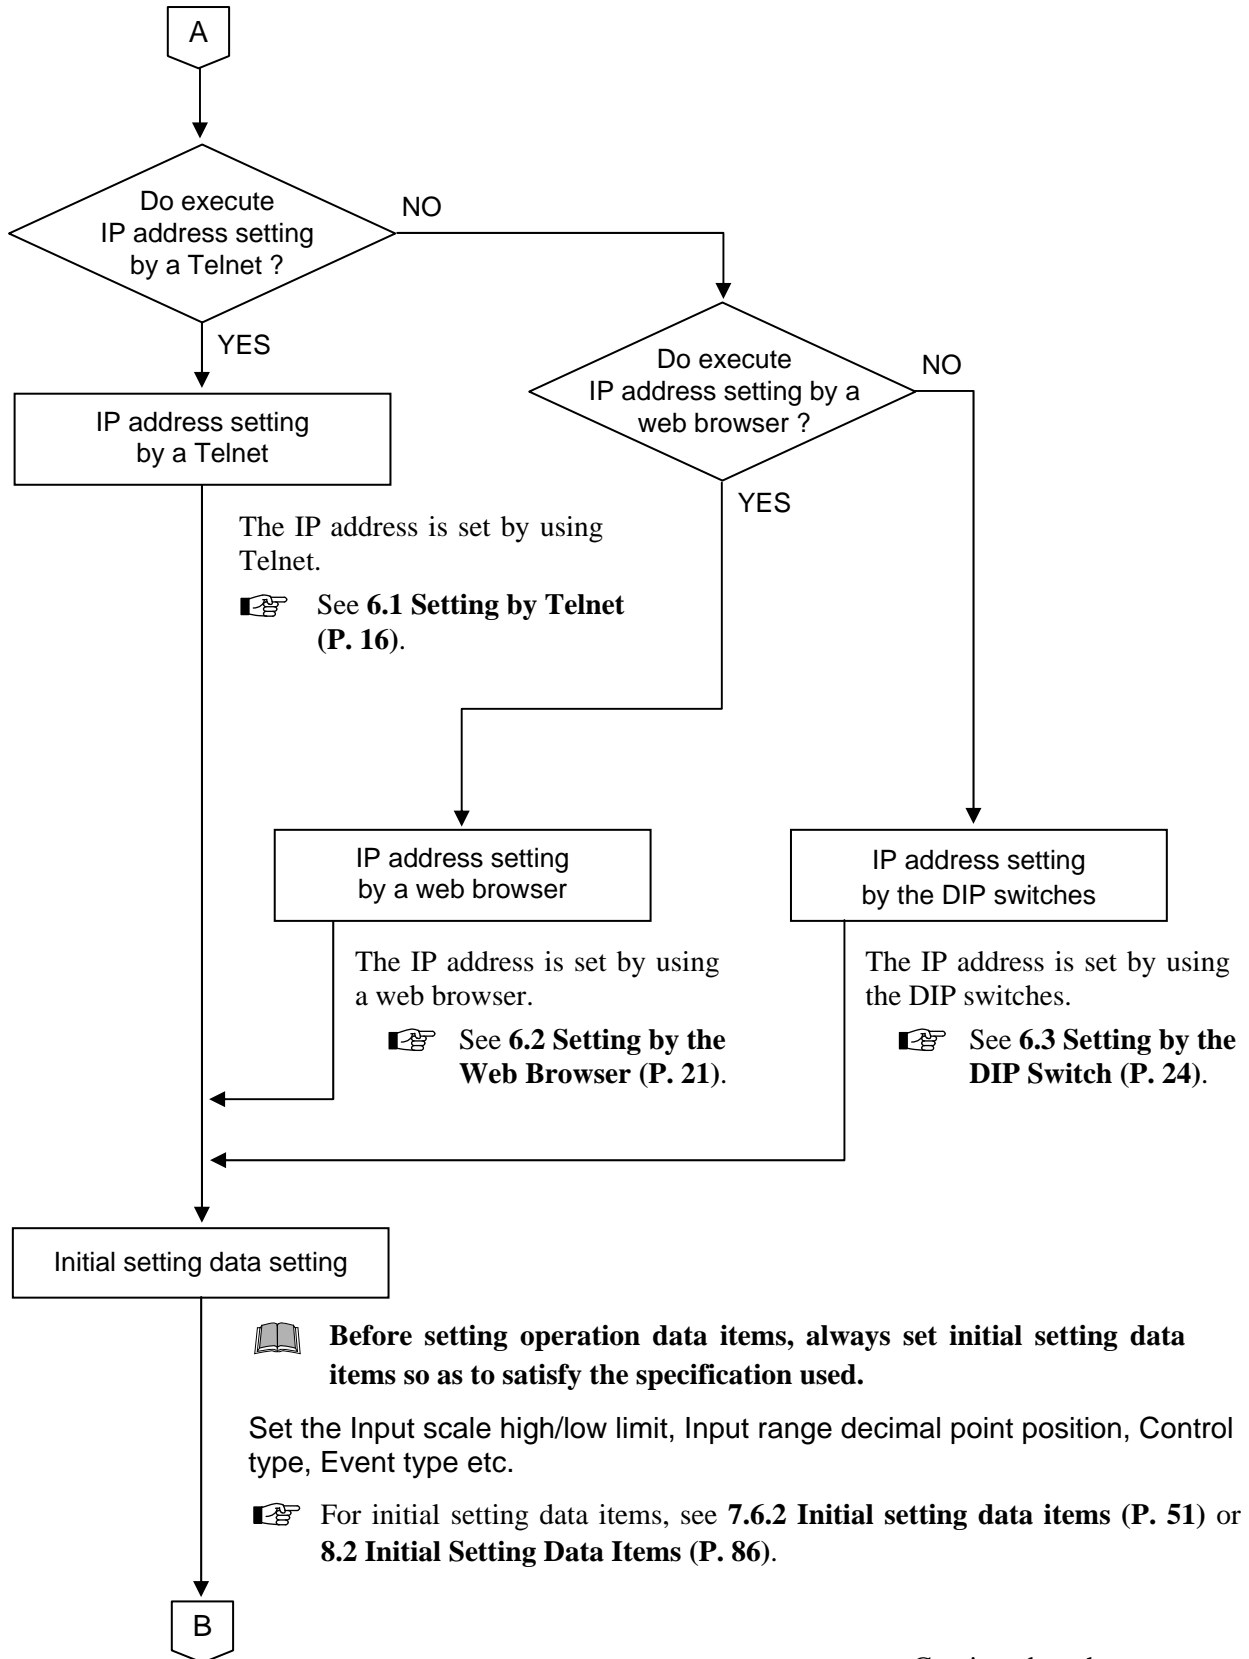 A
Do execute
IP address setting
by a Telnet ?
NO
YES
Do execute
IP address setting by a
web browser ?
NO
YES
IP address setting
by a Telnet
The IP address is set by using
Telnet.
See 6.1 Setting by Telnet
(P. 16).
IP address setting
by a web browser
The IP address is set by using
a web browser.
See 6.2 Setting by the
Web Browser (P. 21).
IP address setting
by the DIP switches
The IP address is set by using
the DIP switches.
See 6.3 Setting by the
DIP Switch (P. 24).
Initial setting data setting
Before setting operation data items, always set initial setting data
items so as to satisfy the specification used.
Set the Input scale high/low limit, Input range decimal point position, Control
type, Event type etc.
For initial setting data items, see 7.6.2 Initial setting data items (P. 51) or
8.2 Initial Setting Data Items (P. 86).
B